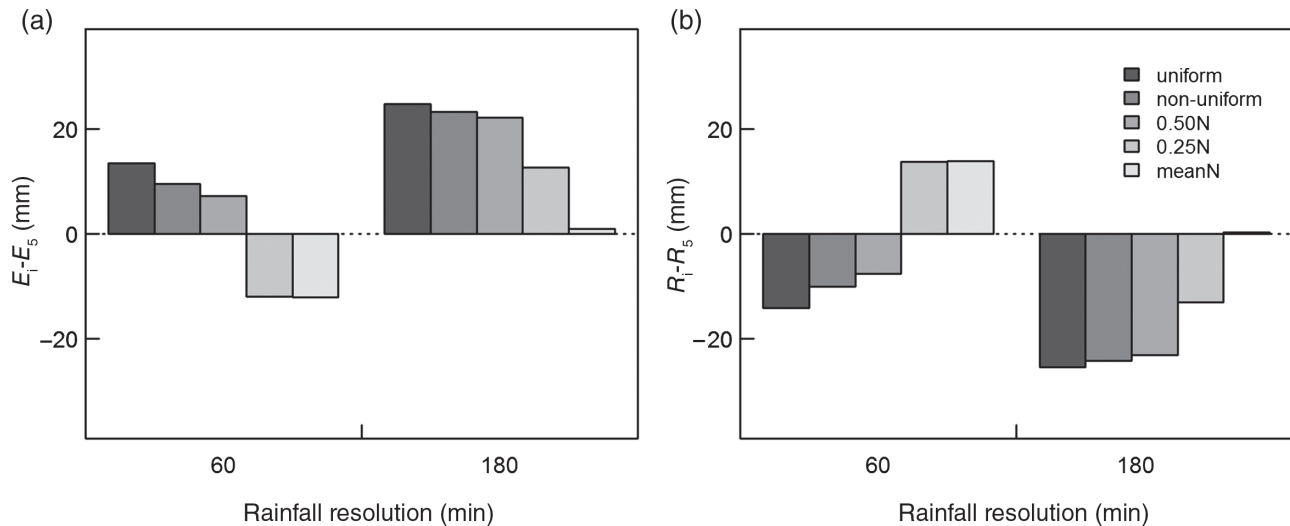 (a)
20
0
−20
Ei-E5 (mm)
60
180
Rainfall resolution (min)
(b)
20
0
−20
Ri-R5 (mm)
uniform
non-uniform
0.50N
0.25N
meanN
60
180
Rainfall resolution (min)